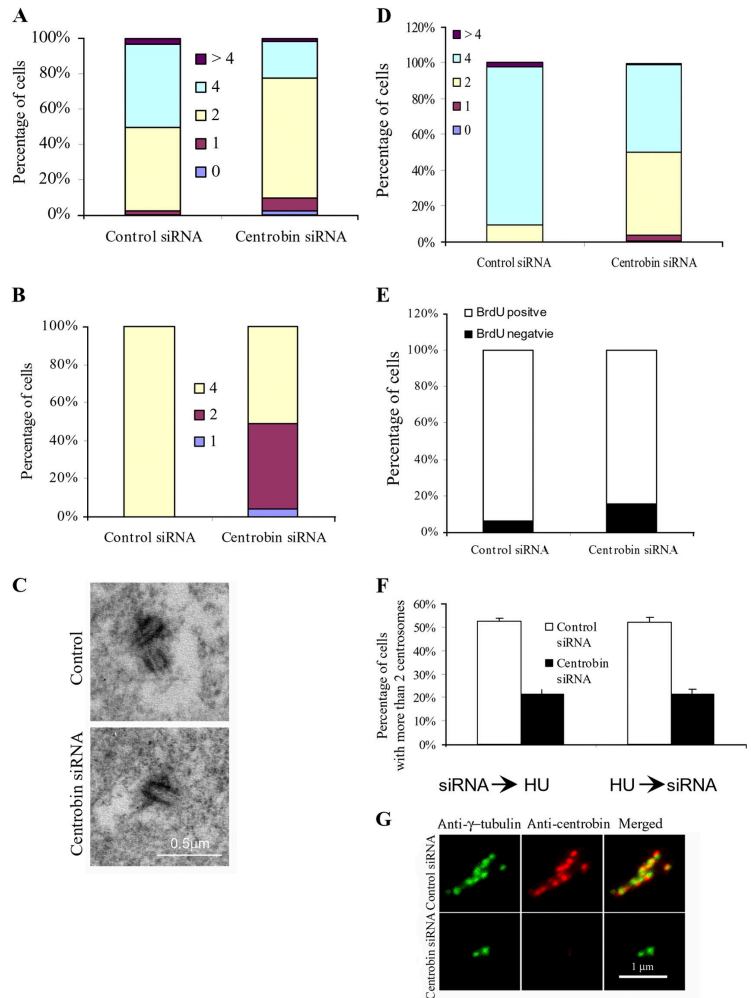 A
Percentage of cells
100%
80%
60%
40%
20%
0%
> 4
4
2
1
0
Control siRNA
Centrobin siRNA
B
Percentage of cells
100%
80%
60%
40%
20%
0%
4
2
1
Control siRNA
Centrobin siRNA
C
Control
Centrobin siRNA
0.5μm
D
Percentage of cells
120%
100%
80%
60%
40%
20%
0%
>4
4
2
1
0
Control siRNA
Centrobin siRNA
E
Percentage of cells
120%
100%
80%
60%
40%
20%
0%
BrdU positve
BrdU negatvie
Control siRNA
Centrobin siRNA
F
Percentage of cells
with more than 2 centrosomes
60%
50%
40%
30%
20%
10%
0%
Control
siRNA
Centrobin
siRNA
siRNA → HU
HU → siRNA
G
Anti-γ-tubulin Anti-centrobin Merged
Control siRNA
Centrobin siRNA
1 μm